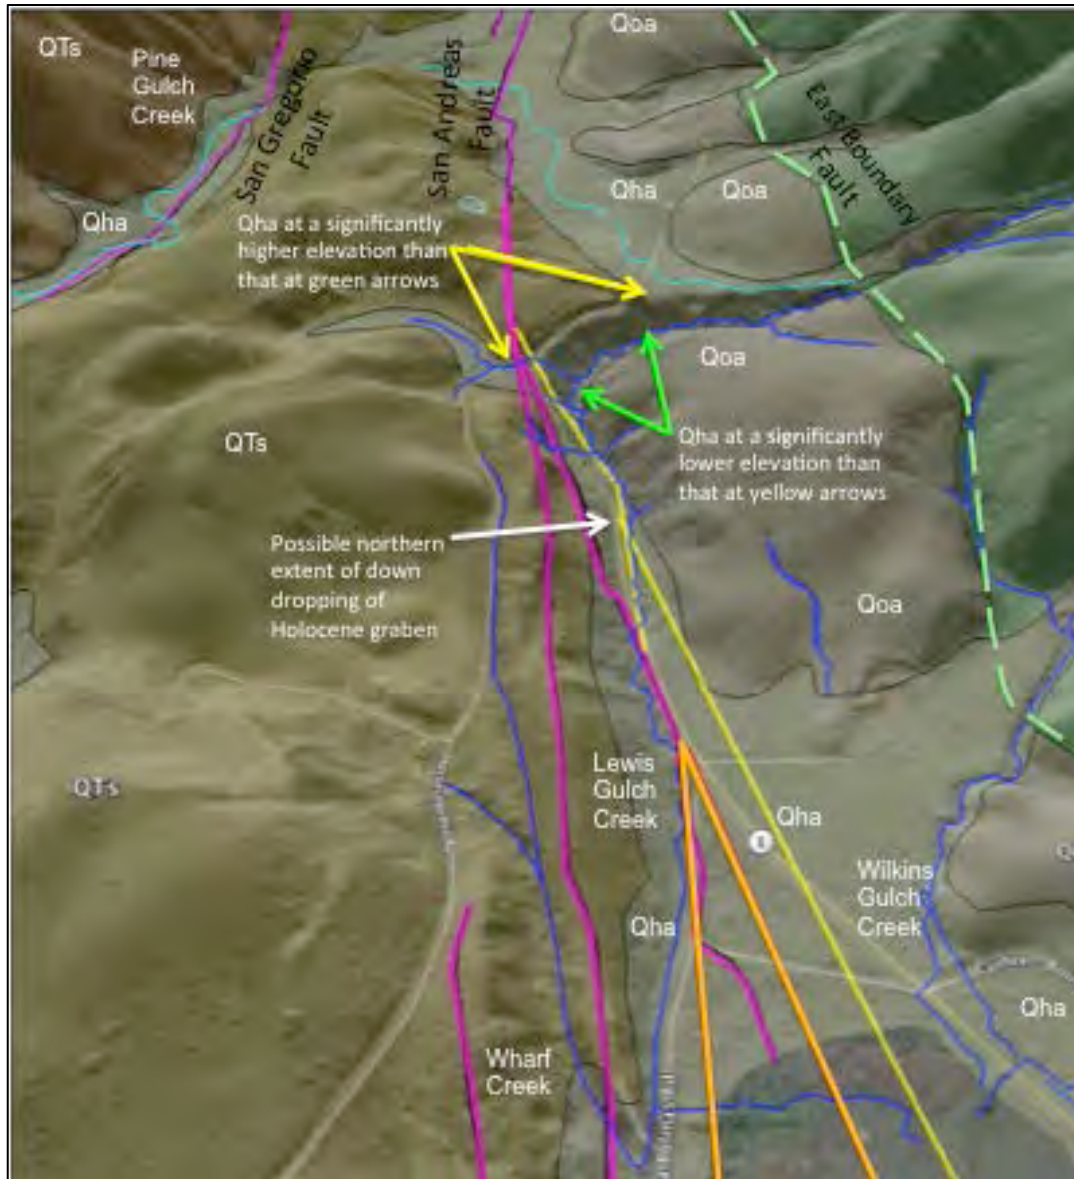 QTs
Pine
Gulch
Creek
San Gregorio
Fault
San Andreas
Fault
Qoa
East Boundary
Fault
Qha
Qoa
Qha
Qha at a significantly
higher elevation than
that at green arrows
Qoa
QTs
Qha at a significantly
lower elevation than
that at yellow arrows
Possible northern
extent of down
dropping of
Holocene graben
Qoa
Lewis
Gulch
Creek
QTs
Qha
Wilkins
Gulch
Creek
Qha
Qha
Wharf
Creek